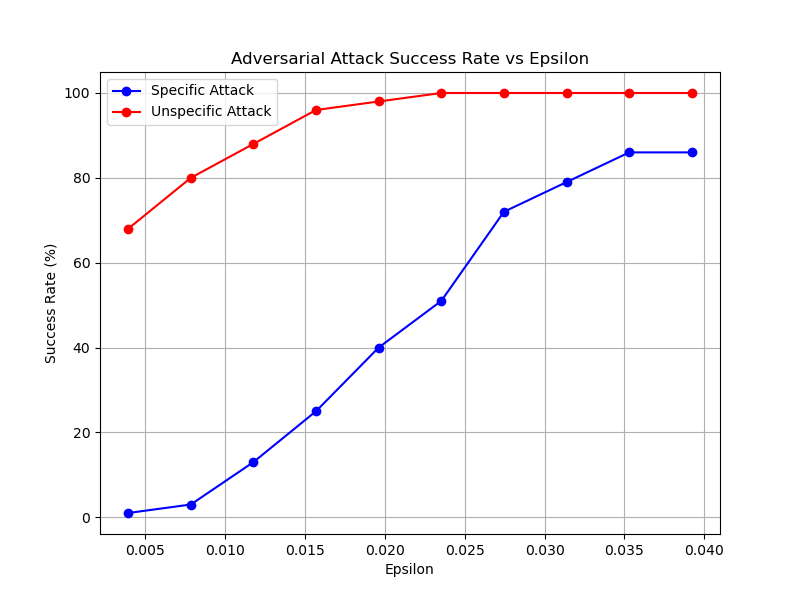 Adversarial Attack Success Rate vs Epsilon
Specific Attack
Unspecific Attack
100
80
60
40
20
0
Success Rate (%)
0.005 0.010 0.015 0.020 0.025 0.030 0.035 0.040
Epsilon